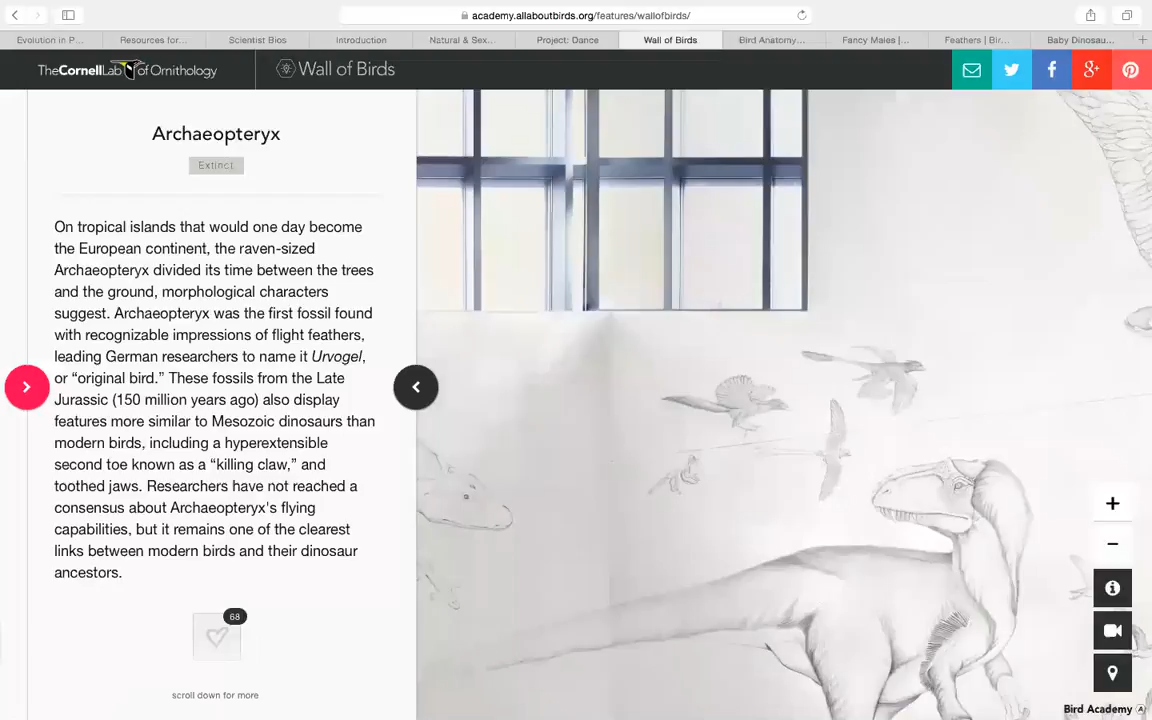 academy.allaboutbirds.org/features/wallofbirds/
Evolution in P...
Resources for...
Scientist Bios
Introduction
Natural & Sex...
Project: Dance
Wall of Birds
Bird Anatomy...
Fancy Males |...
Feathers | Bir...
Baby Dinosau...
TheCornellLab of Ornithology
Wall of Birds
Archaeopteryx
Extinct
On tropical islands that would one day become
the European continent, the raven-sized
Archaeopteryx divided its time between the trees
and the ground, morphological characters
suggest. Archaeopteryx was the first fossil found
with recognizable impressions of flight feathers,
leading German researchers to name it Urvogel,
or “original bird.” These fossils from the Late
Jurassic (150 million years ago) also display
features more similar to Mesozoic dinosaurs than
modern birds, including a hyperextensible
second toe known as a “killing claw,” and
toothed jaws. Researchers have not reached a
consensus about Archaeopteryx's flying
capabilities, but it remains one of the clearest
links between modern birds and their dinosaur
ancestors.
68
scroll down for more
Bird Academy A